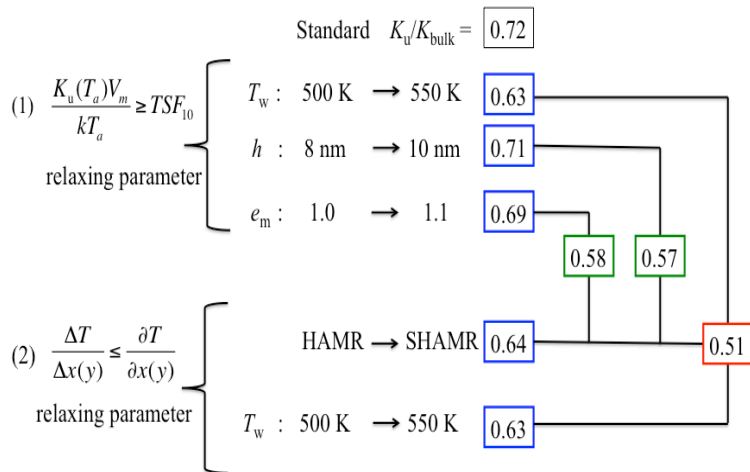 Standard K_u/K_bulk = 0.72
(1) K_u(T_a)V_m / kT_a ≥ TSF_10
relaxing parameter
T_w : 500 K → 550 K 0.63
h : 8 nm → 10 nm 0.71
e_m : 1.0 → 1.1 0.69
0.58 0.57
(2) ΔT / Δx(y) ≤ ∂T / ∂x(y)
relaxing parameter
HAMR → SHAMR 0.64 0.51
T_w : 500 K → 550 K 0.63